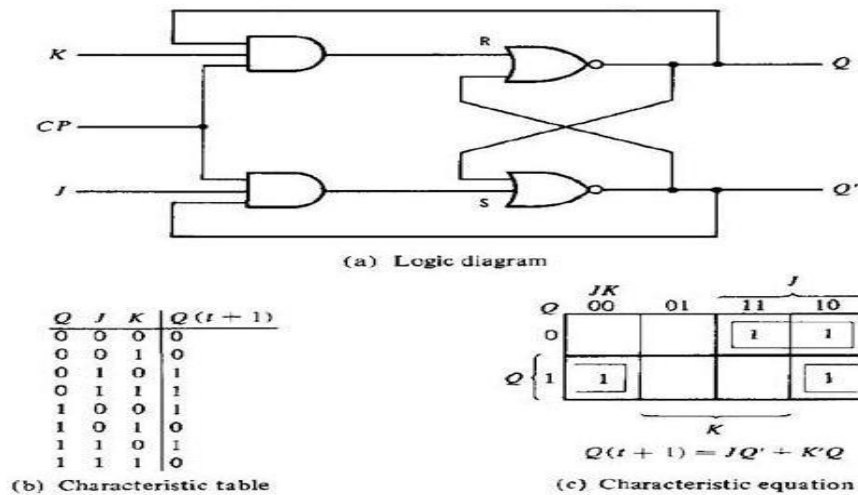 R
K
Q
CP
J
S
Q'
(a) Logic diagram
Q J K Q(t + 1)
0 0 0 0
0 0 1 0
0 1 0 1
0 1 1 1
1 0 0 1
1 0 1 0
1 1 0 1
1 1 1 0
(b) Characteristic table
J
JK
Q 00 01 11 10
0 1 1
Q { 1 1 1
K
Q(t + 1) = JQ' + K'Q
(c) Characteristic equation